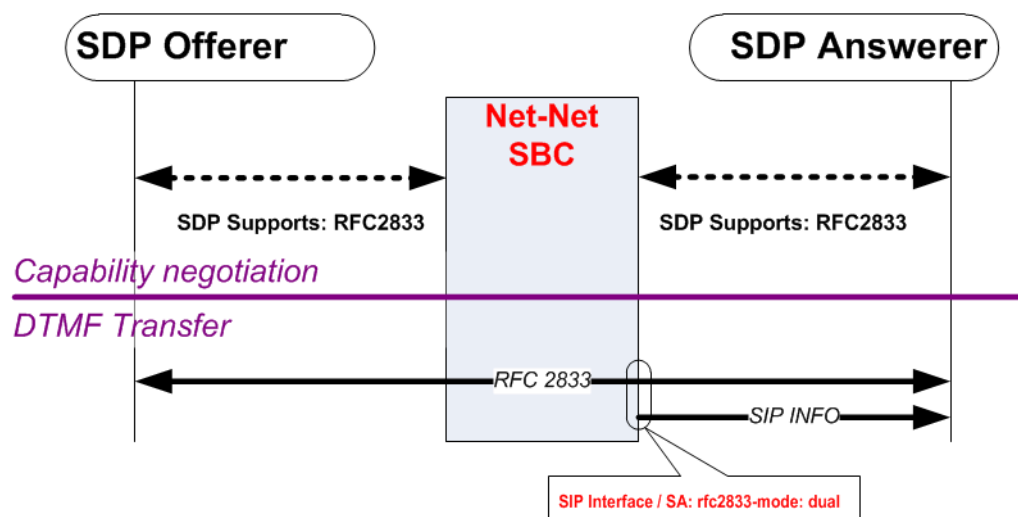 SDP Offerer
SDP Answerer
Net-Net
SBC
SDP Supports: RFC2833
SDP Supports: RFC2833
Capability negotiation
DTMF Transfer
RFC 2833
SIP INFO
SIP Interface / SA: rfc2833-mode: dual